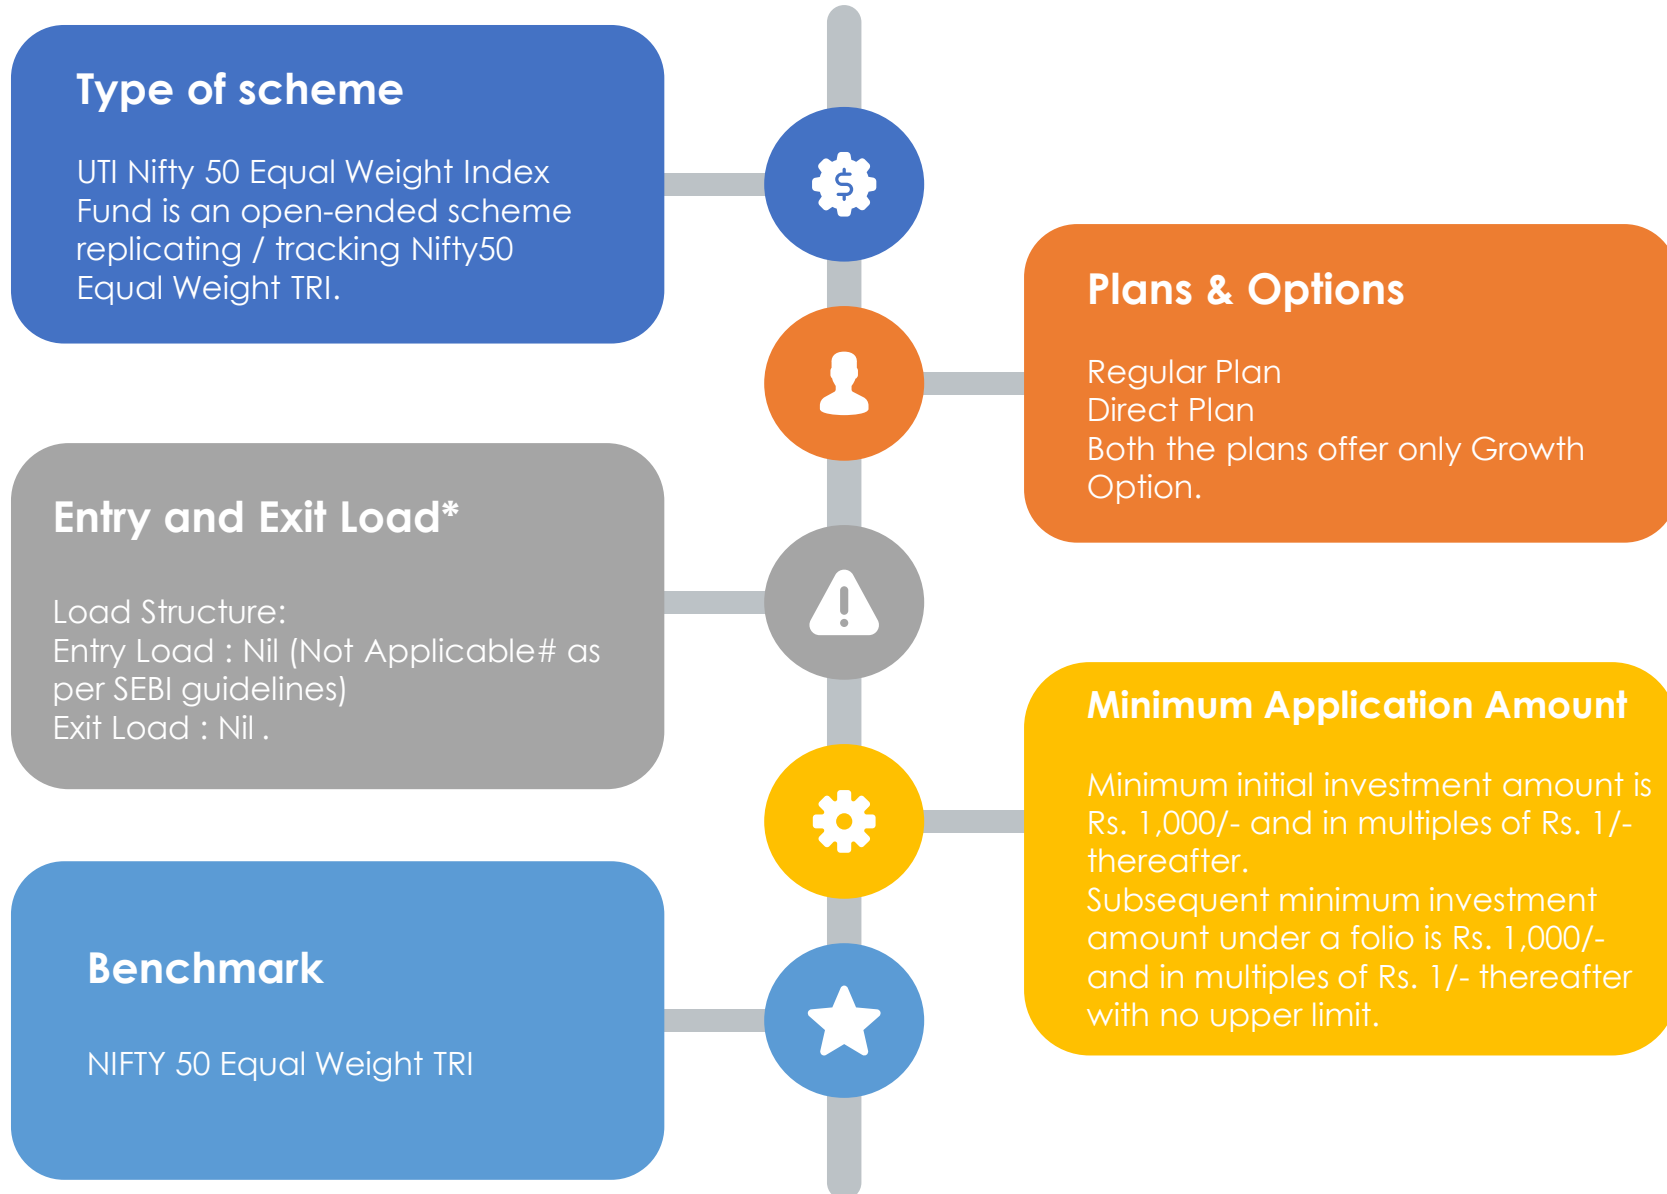 Type of scheme
UTI Nifty 50 Equal Weight Index
Fund is an open-ended scheme
replicating / tracking Nifty50
Equal Weight TRI.
Plans & Options
Regular Plan
Direct Plan
Both the plans offer only Growth
Option.
Entry and Exit Load*
Load Structure:
Entry Load : Nil (Not Applicable# as
per SEBI guidelines)
Exit Load : Nil .
Minimum Application Amount
Minimum initial investment amount is
Rs. 1,000/- and in multiples of Rs. 1/-
thereafter.
Subsequent minimum investment
amount under a folio is Rs. 1,000/-
and in multiples of Rs. 1/- thereafter
with no upper limit.
Benchmark
NIFTY 50 Equal Weight TRI